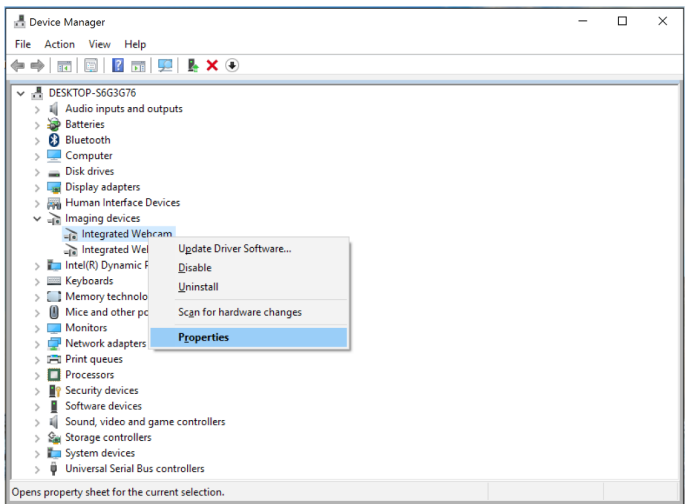 Device Manager
File Action View Help
DESKTOP-S6G3G76
Audio inputs and outputs
Batteries
Bluetooth
Computer
Disk drives
Display adapters
Human Interface Devices
Imaging devices
Integrated Webcam
Integrated Wel
Intel(R) Dynamic P
Keyboards
Memory technolo
Mice and other po
Monitors
Network adapters
Print queues
Processors
Security devices
Software devices
Sound, video and game controllers
Storage controllers
System devices
Universal Serial Bus controllers
Update Driver Software...
Disable
Uninstall
Scan for hardware changes
Properties
Opens property sheet for the current selection.